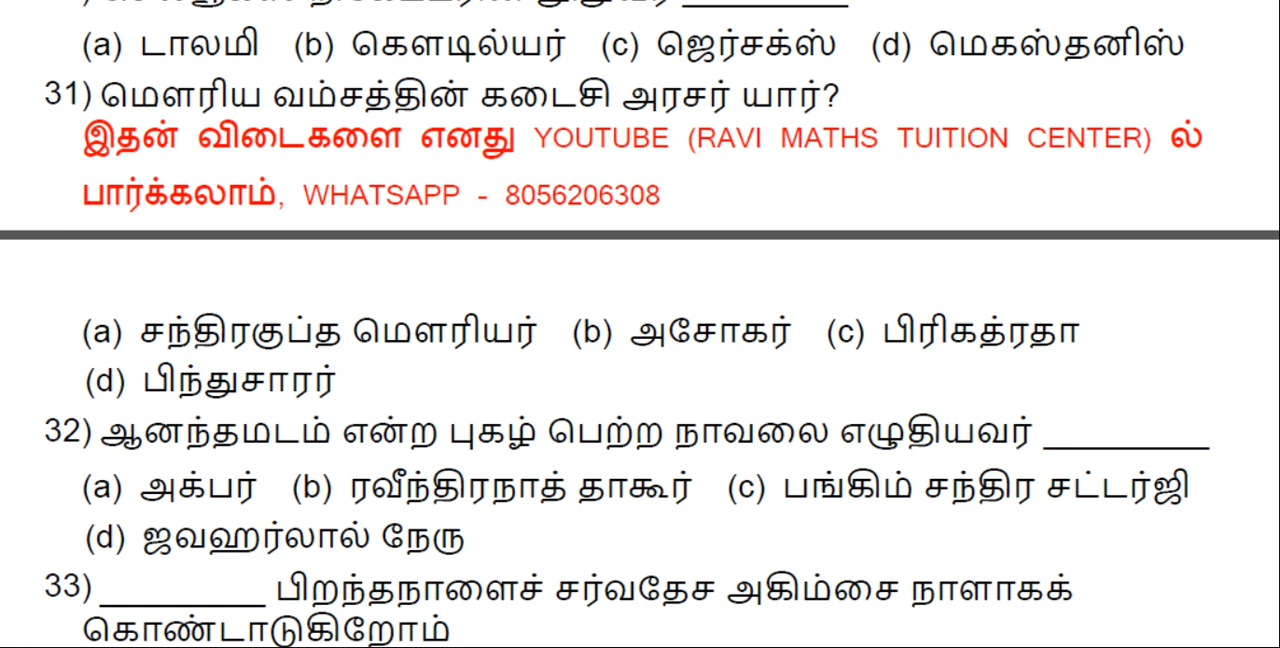 (a) டாலமி (b) கௌடில்யர் (c) ஜெர்சக்ஸ் (d) மெகஸ்தனிஸ்
31) மௌரிய வம்சத்தின் கடைசி அரசர் யார்?
இதன் விடைகளை எனது YOUTUBE (RAVI MATHS TUITION CENTER) ல்
பார்க்கலாம், WHATSAPP - 8056206308
(a) சந்திரகுப்த மௌரியர் (b) அசோகர் (c) பிரிகத்ரதா
(d) பிந்துசாரர்
32) ஆனந்தமடம் என்ற புகழ் பெற்ற நாவலை எழுதியவர் __________
(a) அக்பர் (b) ரவீந்திரநாத் தாகூர் (c) பங்கிம் சந்திர சட்டர்ஜி
(d) ஜவஹர்லால் நேரு
33) __________ பிறந்தநாளைச் சர்வதேச அகிம்சை நாளாகக்
கொண்டாடுகிறோம்